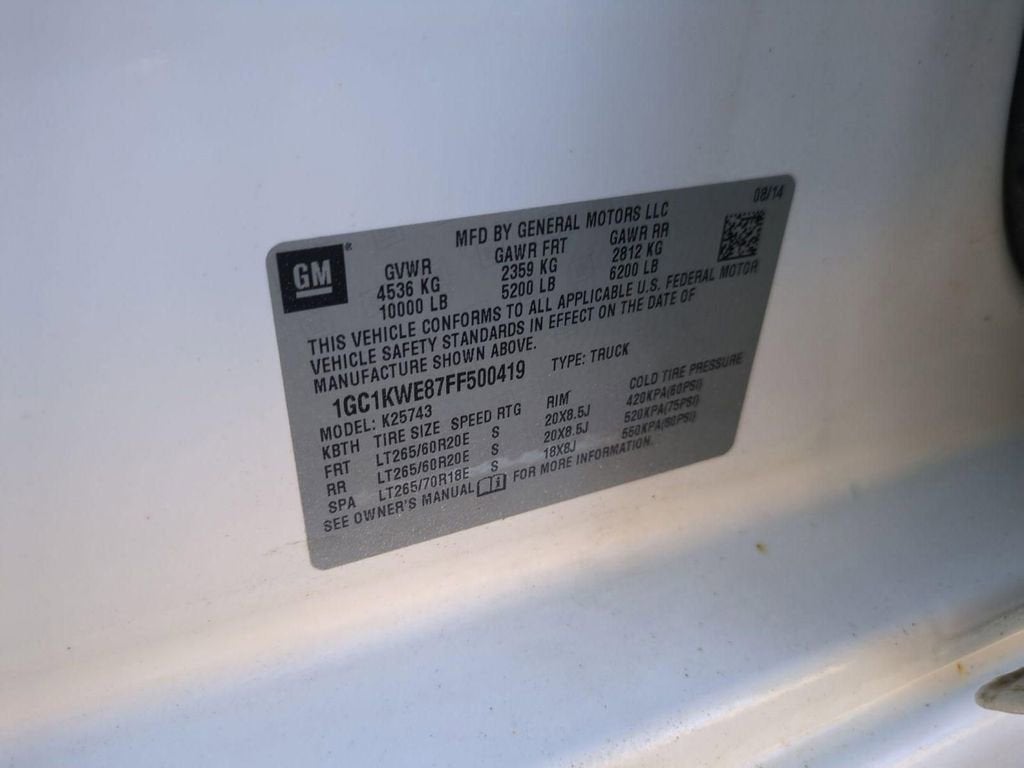 08/14
GM®
MFD BY GENERAL MOTORS LLC
GVWR GAWR FRT GAWR RR
4536 KG 2359 KG 2812 KG
10000 LB 5200 LB 6200 LB
THIS VEHICLE CONFORMS TO ALL APPLICABLE U.S. FEDERAL MOTOR
VEHICLE SAFETY STANDARDS IN EFFECT ON THE DATE OF
MANUFACTURE SHOWN ABOVE.
1GC1KWE87FF500419 TYPE: TRUCK
MODEL: K25743
KBTH TIRE SIZE SPEED RTG RIM COLD TIRE PRESSURE
FRT LT265/60R20E S 20X8.5J 420KPA(60PSI)
RR LT265/60R20E S 20X8.5J 520KPA(75PSI)
SPA LT265/70R18E S 18X8J 550KPA(80PSI)
SEE OWNER'S MANUAL FOR MORE INFORMATION.